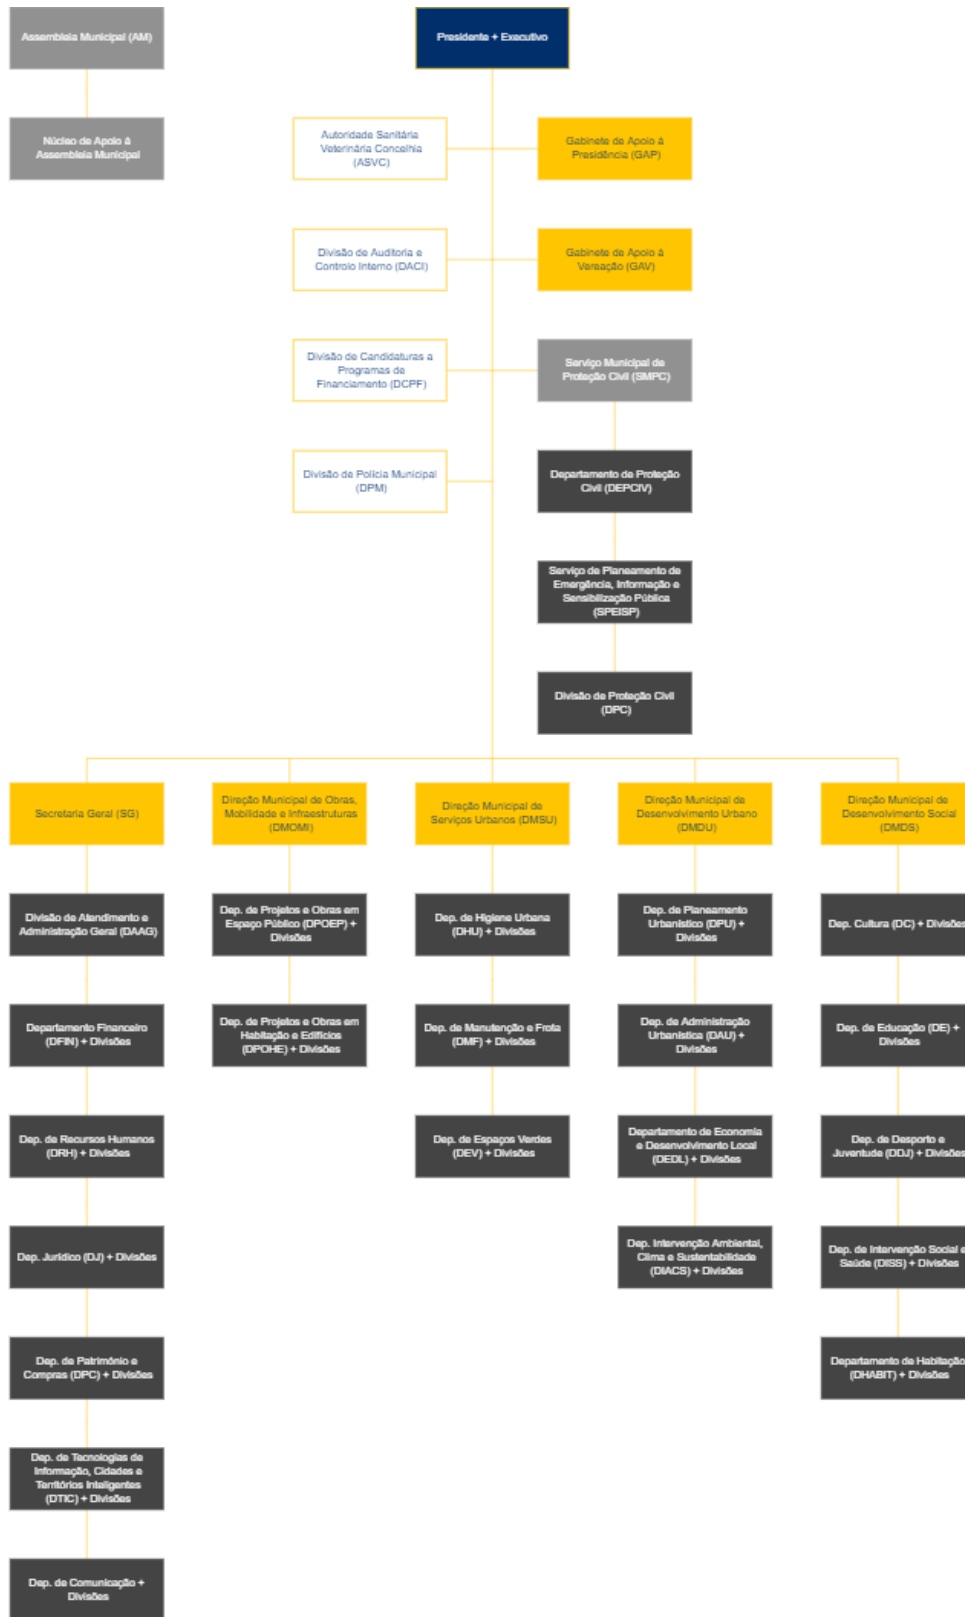 Assembleia Municipal (AM)
Presidente + Executivo
Núcleo de Apoio à
Assembleia Municipal
Autoridade Sanitária
Veterinária Concelhia
(ASVC)
Gabinete de Apoio à
Presidência (GAP)
Divisão de Auditoria e
Controlo Interno (DACI)
Gabinete de Apoio à
Vereação (GAV)
Divisão de Candidaturas a
Programas de
Financiamento (DCPF)
Serviço Municipal de
Proteção Civil (SMPC)
Divisão de Polícia Municipal
(DPM)
Departamento de Proteção
Civil (DEPCIV)
Serviço de Planeamento de
Emergência, Informação e
Sensibilização Pública
(SPEISP)
Divisão de Proteção Civil
(DPC)
Secretaria Geral (SG)
Direção Municipal de Obras,
Mobilidade e Infraestruturas
(DMOMI)
Direção Municipal de
Serviços Urbanos (DMSU)
Direção Municipal de
Desenvolvimento Urbano
(DMDU)
Direção Municipal de
Desenvolvimento Social
(DMDS)
Divisão de Atendimento e
Administração Geral (DAAG)
Dep. de Projetos e Obras em
Espaço Público (DPOEP) +
Divisões
Dep. de Higiene Urbana
(DHU) + Divisões
Dep. de Planeamento
Urbanístico (DPU) +
Divisões
Dep. Cultura (DC) + Divisões
Departamento Financeiro
(DFIN) + Divisões
Dep. de Projetos e Obras em
Habitação e Edifícios
(DPOHE) + Divisões
Dep. de Manutenção e Frota
(DMF) + Divisões
Dep. de Administração
Urbanística (DAU) +
Divisões
Dep. de Educação (DE) +
Divisões
Dep. de Recursos Humanos
(DRH) + Divisões
Dep. de Espaços Verdes
(DEV) + Divisões
Departamento de Economia
e Desenvolvimento Local
(DEDL) + Divisões
Dep. de Desporto e
Juventude (DDJ) + Divisões
Dep. Jurídico (DJ) + Divisões
Dep. Intervenção Ambiental,
Clima e Sustentabilidade
(DIACS) + Divisões
Dep. de Intervenção Social e
Saúde (DISS) + Divisões
Dep. de Património e
Compras (DPC) + Divisões
Departamento de Habitação
(DHABIT) + Divisões
Dep. de Tecnologias de
Informação, Cidades e
Territórios Inteligentes
(DTIC) + Divisões
Dep. de Comunicação +
Divisões